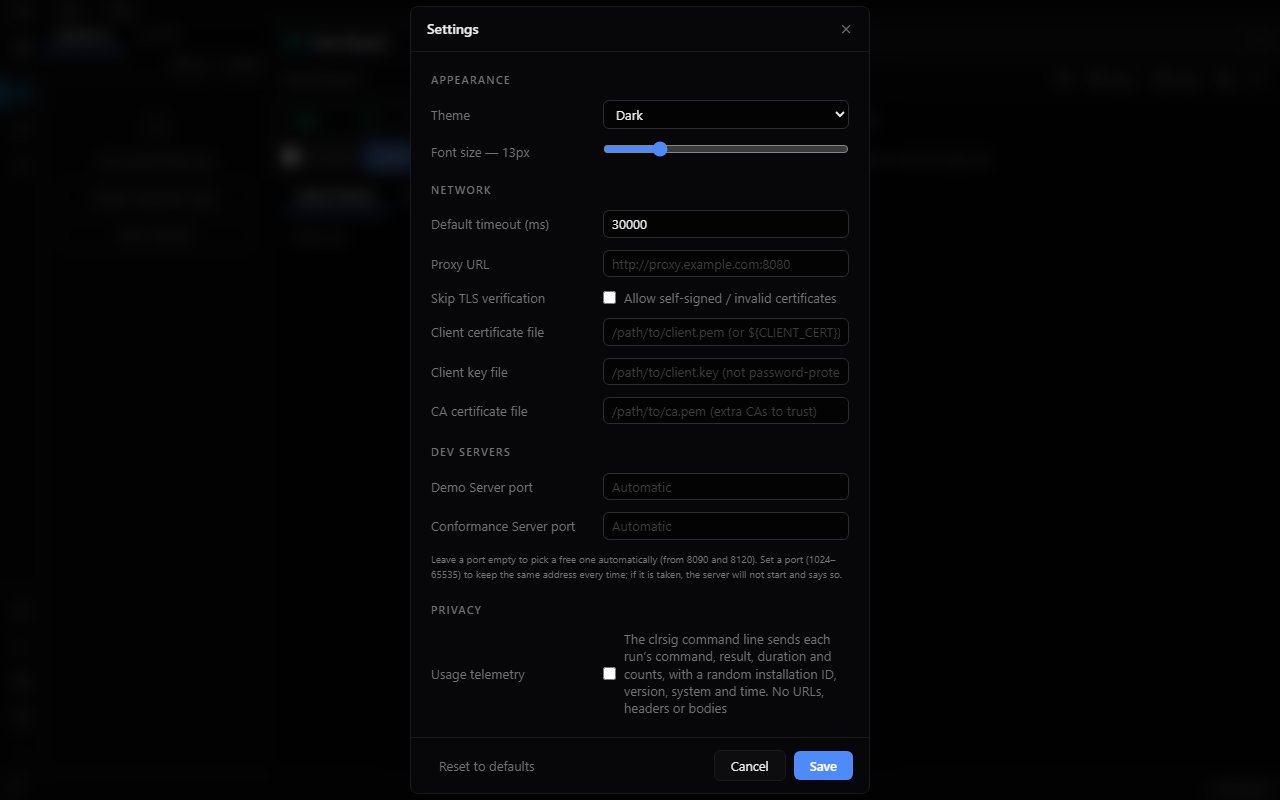 Settings
×
APPEARANCE
Theme
Dark
Font size — 13px
NETWORK
Default timeout (ms)
30000
Proxy URL
http://proxy.example.com:8080
Skip TLS verification
Allow self-signed / invalid certificates
Client certificate file
/path/to/client.pem (or ${CLIENT_CERT})
Client key file
/path/to/client.key (not password-prote
CA certificate file
/path/to/ca.pem (extra CAs to trust)
DEV SERVERS
Demo Server port
Automatic
Conformance Server port
Automatic
Leave a port empty to pick a free one automatically (from 8090 and 8120). Set a port (1024–
65535) to keep the same address every time; if it is taken, the server will not start and says so.
PRIVACY
Usage telemetry
The clrsig command line sends each
run's command, result, duration and
counts, with a random installation ID,
version, system and time. No URLs,
headers or bodies
Reset to defaults
Cancel
Save